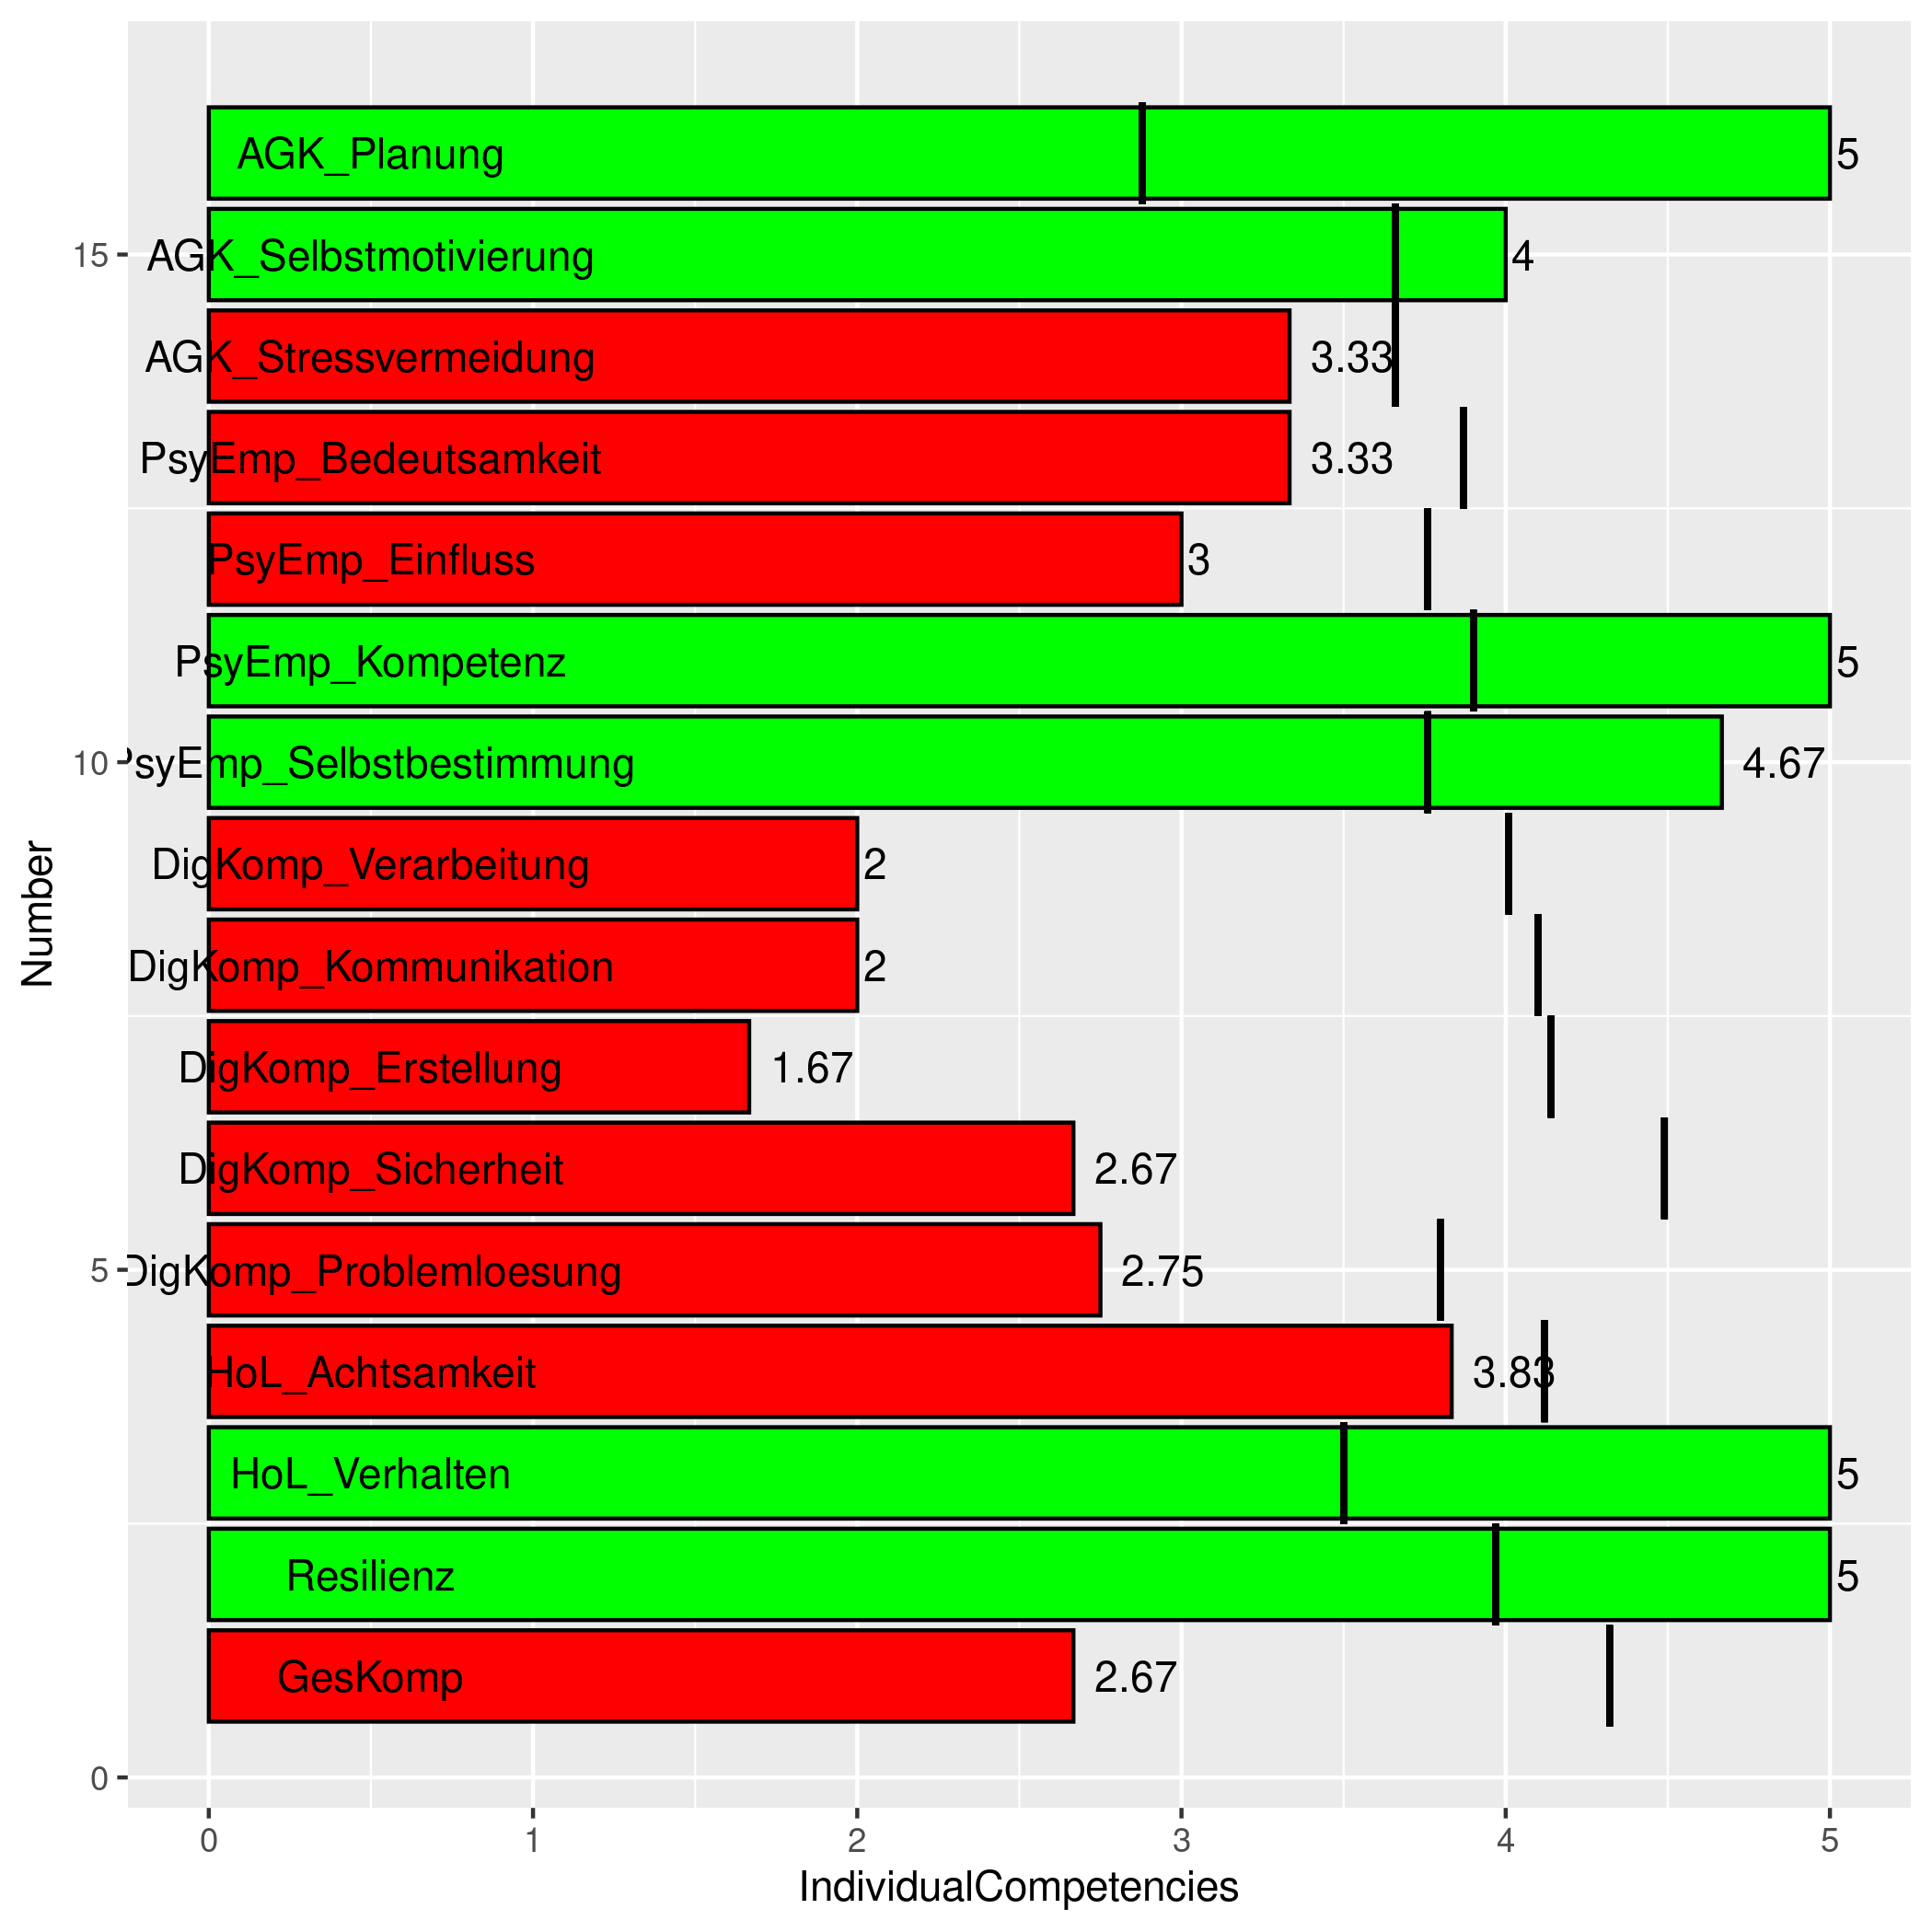 AGK_Planung 5
15 AGK_Selbstmotivierung 4
AGK_Stressvermeidung 3.33
PsyEmp_Bedeutsamkeit 3.33
PsyEmp_Einfluss 3
PsyEmp_Kompetenz 5
10 PsyEmp_Selbstbestimmung 4.67
DigKomp_Verarbeitung 2
DigKomp_Kommunikation 2
DigKomp_Erstellung 1.67
DigKomp_Sicherheit 2.67
5 DigKomp_Problemloesung 2.75
HoL_Achtsamkeit 3.83
HoL_Verhalten 5
Resilienz 5
GesKomp 2.67
0
Number
0 1 2 3 4 5
IndividualCompetencies